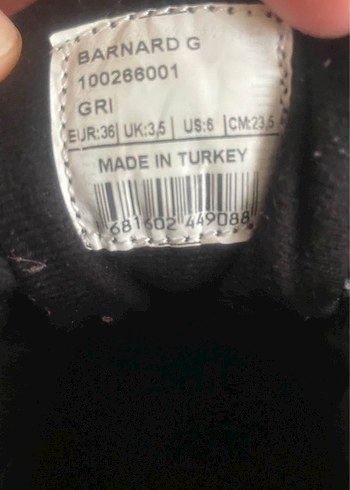 BARNARD G
100266001
GRI
EUR:36 UK:3,5 US:6 CM:23,5
MADE IN TURKEY
681602 449088